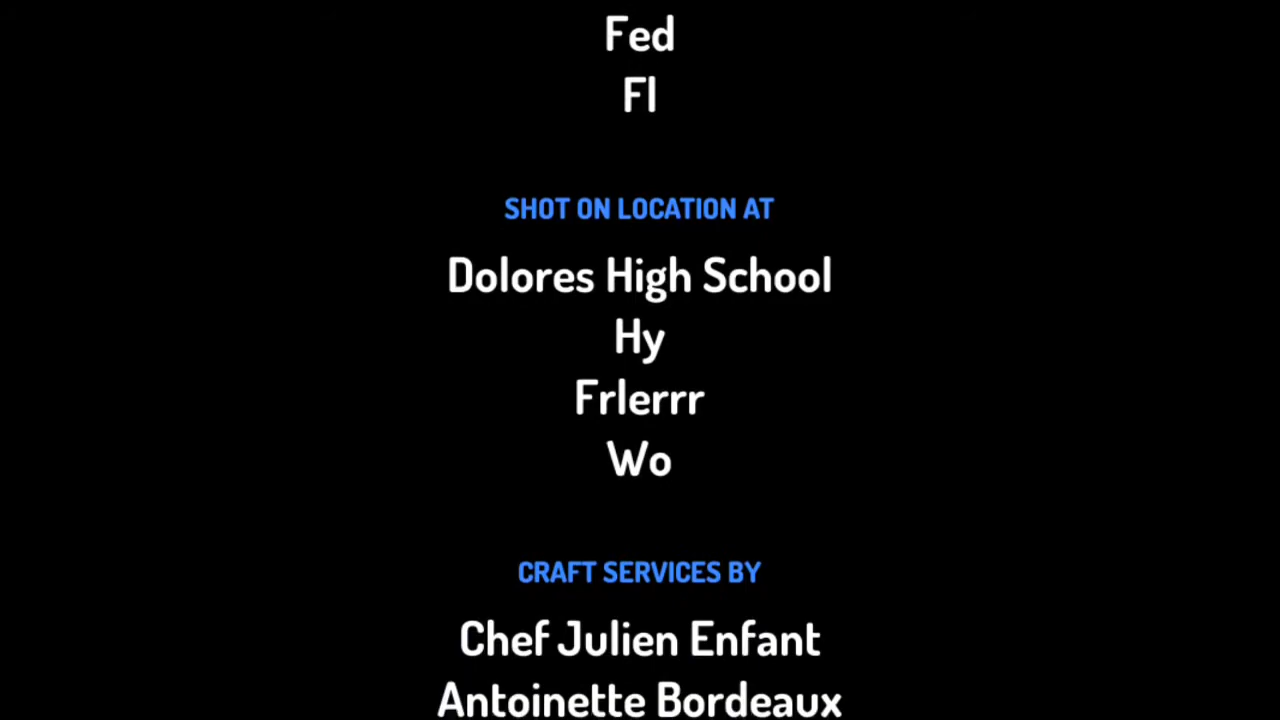 Fed
Fl
SHOT ON LOCATION AT
Dolores High School
Hy
Frlerrr
Wo
CRAFT SERVICES BY
Chef Julien Enfant
Antoinette Bordeaux